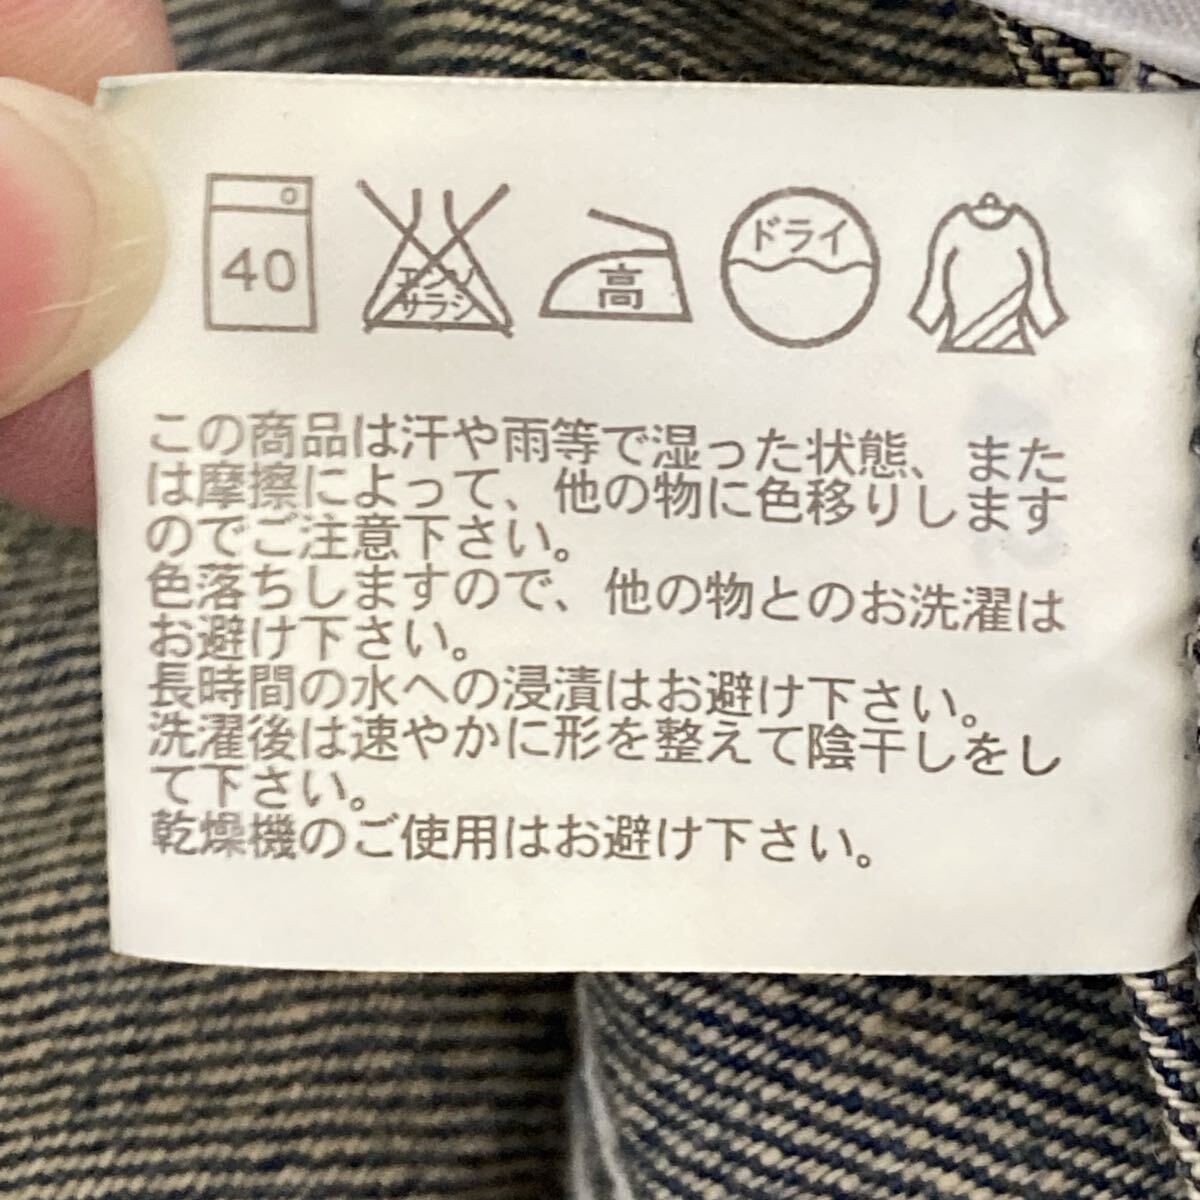 40
エンソ
サラシ
高
ドライ
この商品は汗や雨等で湿った状態、また
は摩擦によって、他の物に色移りします
のでご注意下さい。
色落ちしますので、他の物とのお洗濯は
お避け下さい。
長時間の水への浸漬はお避け下さい。
洗濯後は速やかに形を整えて陰干しをし
て下さい。
乾燥機のご使用はお避け下さい。